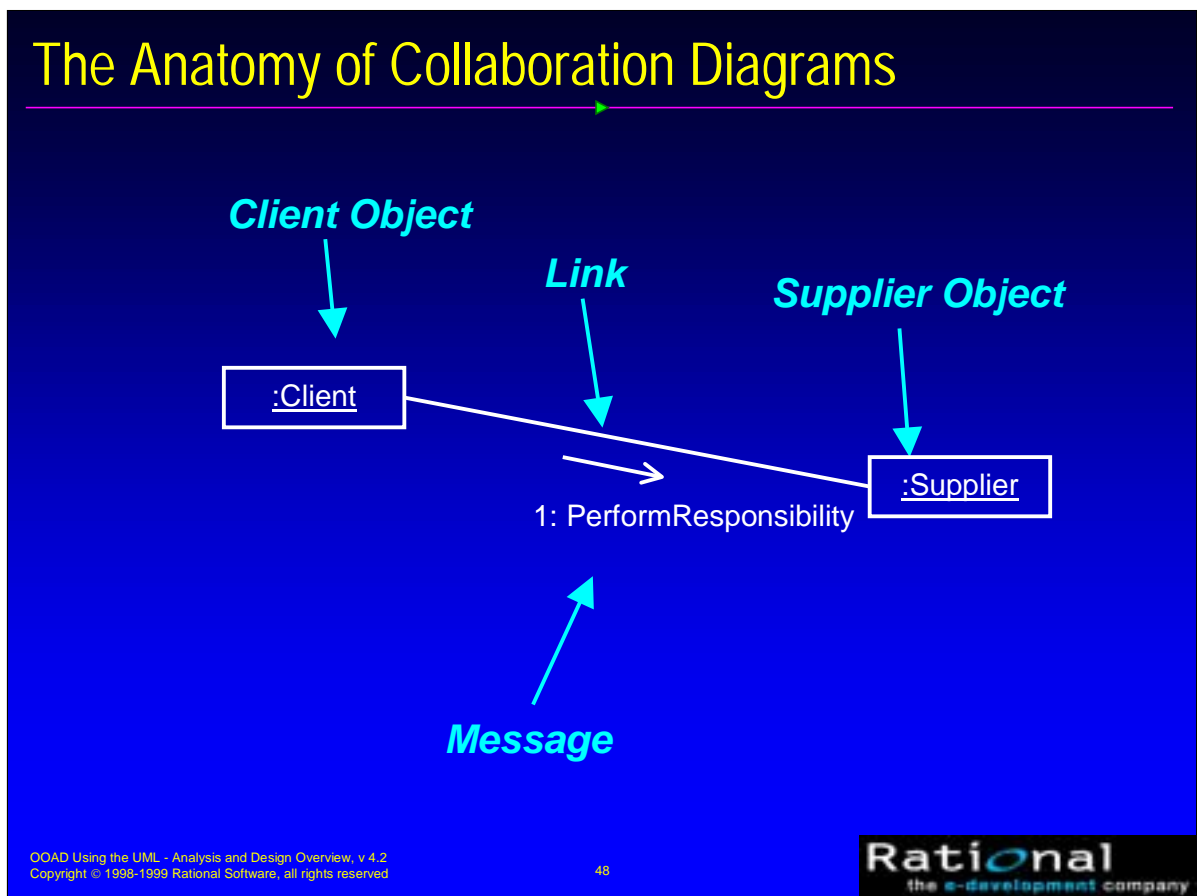 The Anatomy of Collaboration Diagrams
Client Object
Link
Supplier Object
:Client
:Supplier
1: PerformResponsibility
Message
OOAD Using the UML - Analysis and Design Overview, v 4.2
Copyright © 1998-1999 Rational Software, all rights reserved
48
Rational
the e-development company